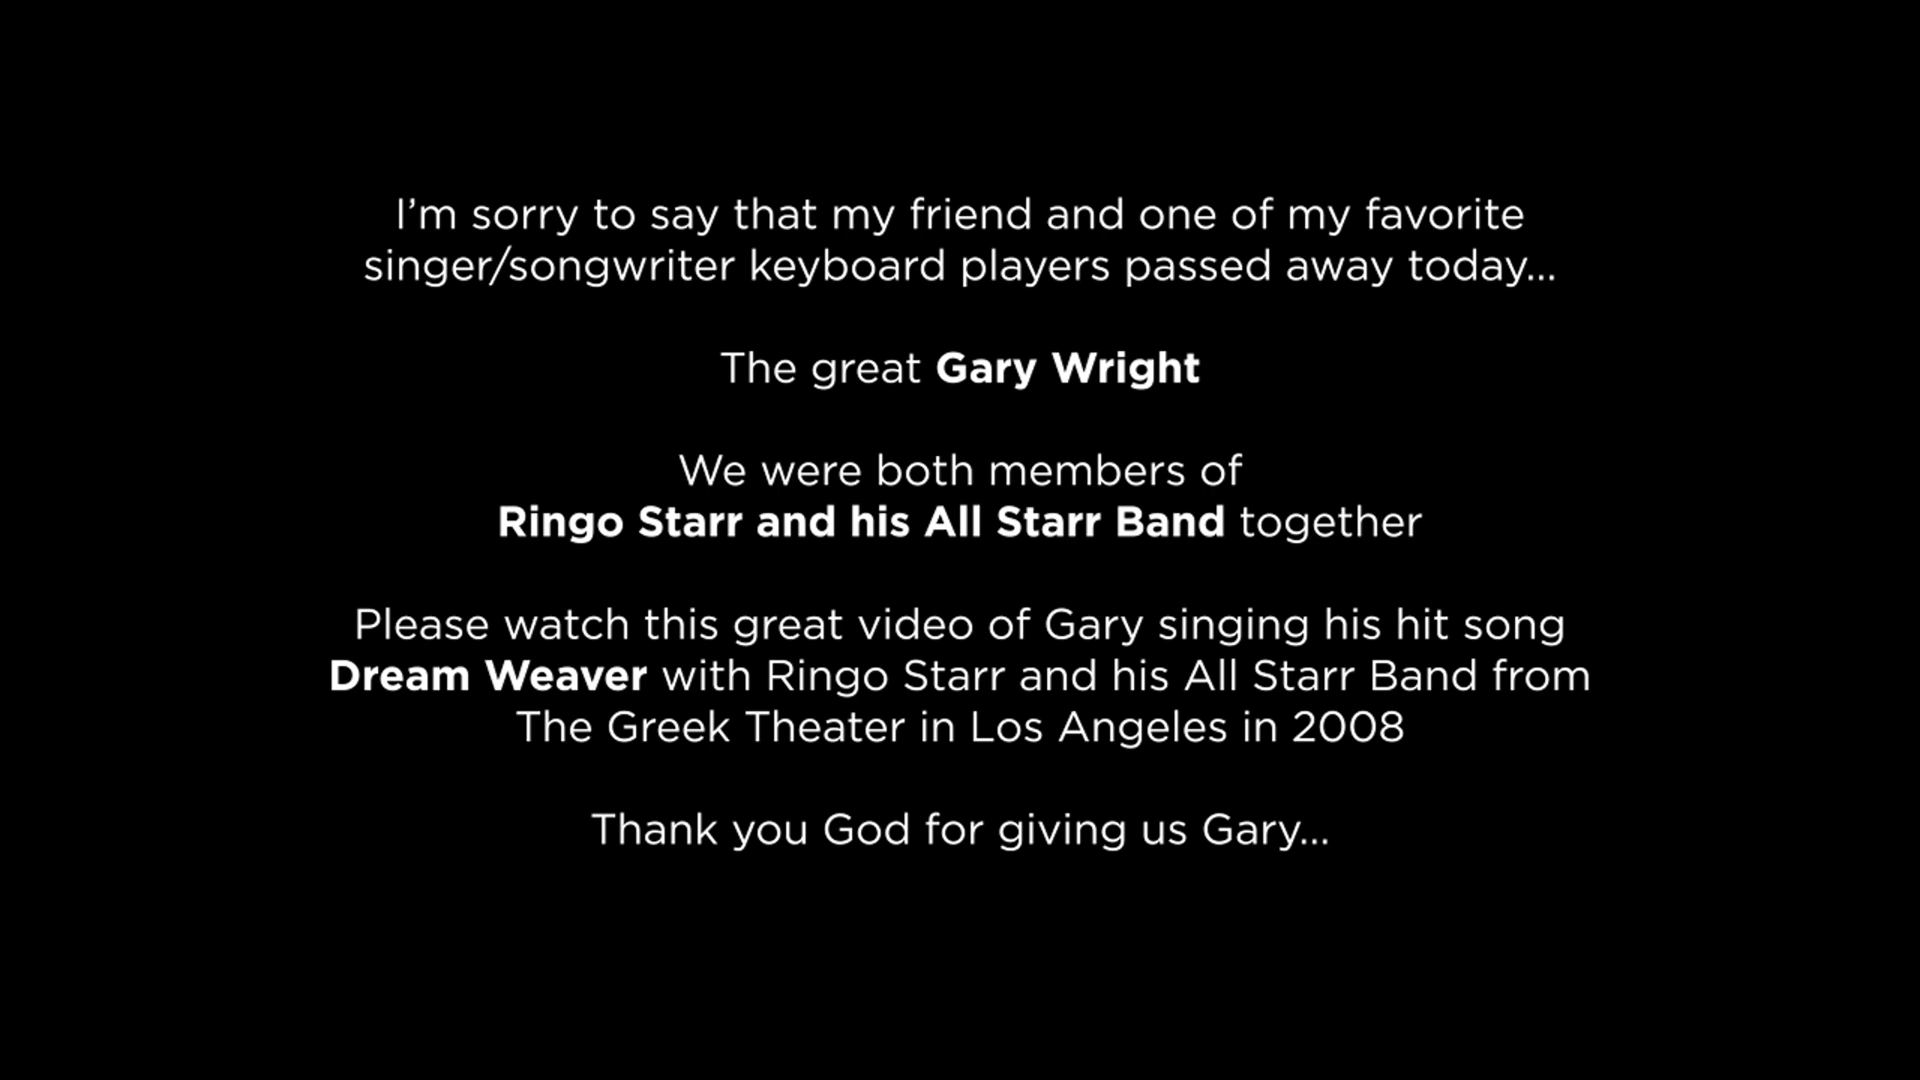 I’m sorry to say that my friend and one of my favorite
singer/songwriter keyboard players passed away today...
The great Gary Wright
We were both members of
Ringo Starr and his All Starr Band together
Please watch this great video of Gary singing his hit song
Dream Weaver with Ringo Starr and his All Starr Band from
The Greek Theater in Los Angeles in 2008
Thank you God for giving us Gary...